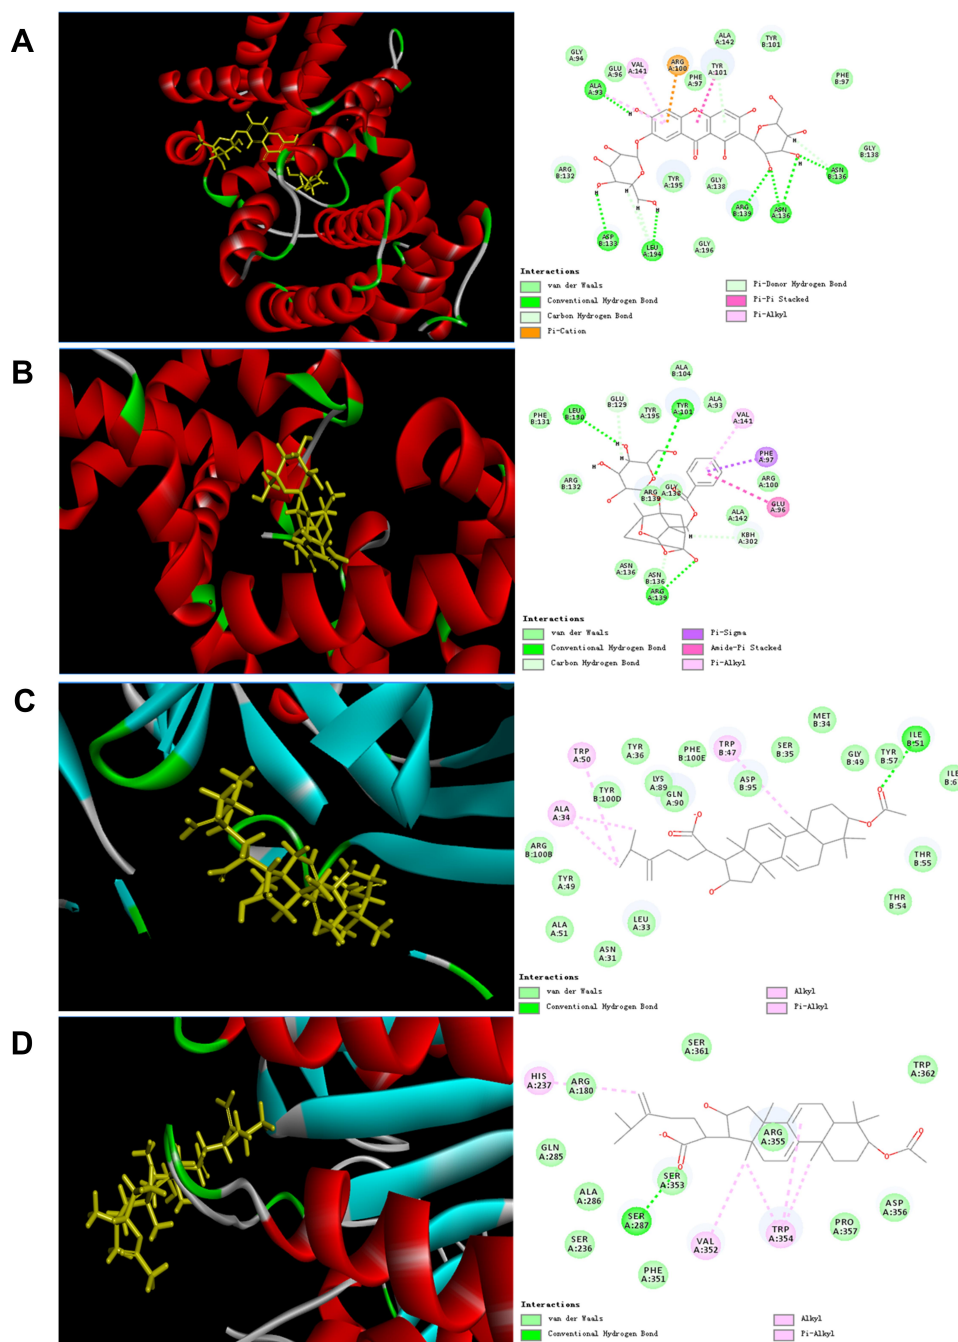 A
ALA
A:142
TYR
B:101
GLY
A:94
GLU
A:96
VAL
A:141
ARG
A:100
PHE
A:97
TYR
A:101
PHE
B:97
ALA
A:93
ARG
B:132
TYR
A:195
GLY
A:138
GLY
B:138
ASN
B:136
ARG
B:139
ASN
A:136
ASP
B:133
LEU
A:194
GLY
A:196
Interactions
van der Waals
Conventional Hydrogen Bond
Carbon Hydrogen Bond
Pi-Cation
Pi-Donor Hydrogen Bond
Pi-Pi Stacked
Pi-Alkyl
B
ALA
B:104
GLU
B:129
ALA
A:93
PHE
B:131
TYR
A:195
TYR
A:101
VAL
A:141
PHE
A:97
ARG
B:132
ARG
B:139
ARG
A:100
GLU
A:96
ALA
A:142
KBH
A:302
ASN
A:136
ASN
B:136
ARG
A:139
Interactions
van der Waals
Conventional Hydrogen Bond
Carbon Hydrogen Bond
Pi-Sigma
Amide-Pi Stacked
Pi-Alkyl
C
MET
B:34
TRP
A:50
TYR
A:36
PHE
B:100E
TRP
B:47
SER
B:35
GLY
B:49
TYR
B:57
ILE
B:51
TYR
B:100D
LYS
A:89
GLN
A:90
ASP
B:95
ALA
A:34
ARG
B:100B
TYR
A:49
THR
B:55
THR
B:54
ALA
A:51
LEU
A:33
ASN
A:31
Interactions
van der Waals
Conventional Hydrogen Bond
Alkyl
Pi-Alkyl
D
SER
A:361
HIS
A:237
ARG
A:180
TRP
A:362
ARG
A:355
GLN
A:285
SER
A:353
ALA
A:286
SER
A:287
ASP
A:356
PRO
A:357
SER
A:236
VAL
A:352
TRP
A:354
PHE
A:351
Interactions
van der Waals
Conventional Hydrogen Bond
Alkyl
Pi-Alkyl